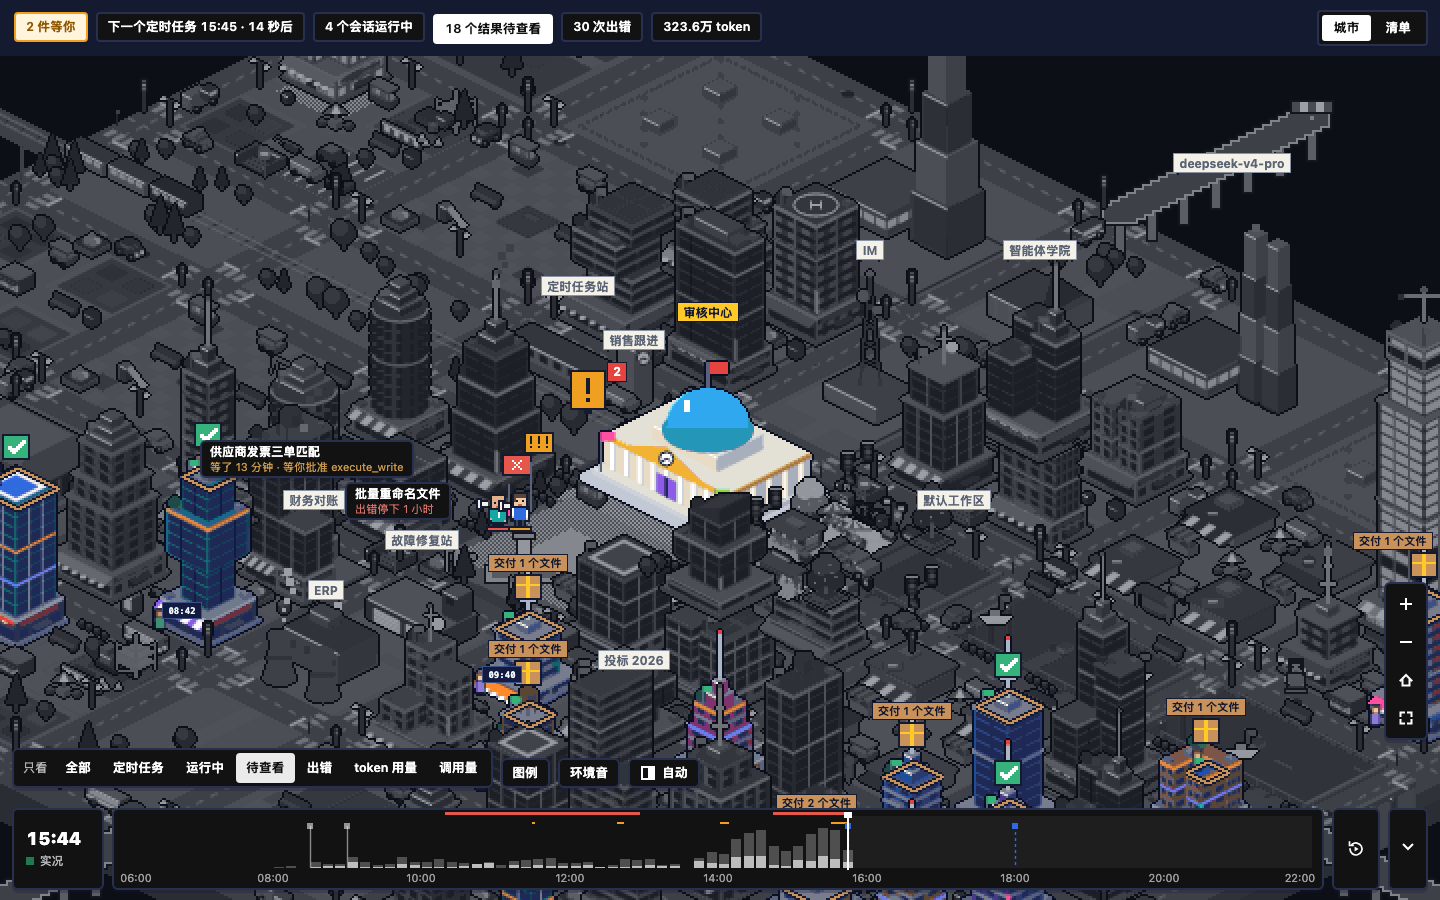 2 件等你
下一个定时任务 15:45 · 14 秒后
4 个会话运行中
18 个结果待查看
30 次出错
323.6万 token
城市
清单
deepseek-v4-pro
IM
智能体学院
定时任务站
审核中心
销售跟进
2
供应商发票三单匹配
等了 13 分钟 · 等你批准 execute_write
财务对账
批量重命名文件
出错停下 1 小时
默认工作区
故障修复站
交付 1 个文件
交付 1 个文件
ERP
08:42
交付 1 个文件
投标 2026
09:40
交付 1 个文件
交付 1 个文件
只看
全部
定时任务
运行中
待查看
出错
token 用量
调用量
图例
环境音
自动
交付 2 个文件
15:44
实况
06:00
08:00
10:00
12:00
14:00
16:00
18:00
20:00
22:00